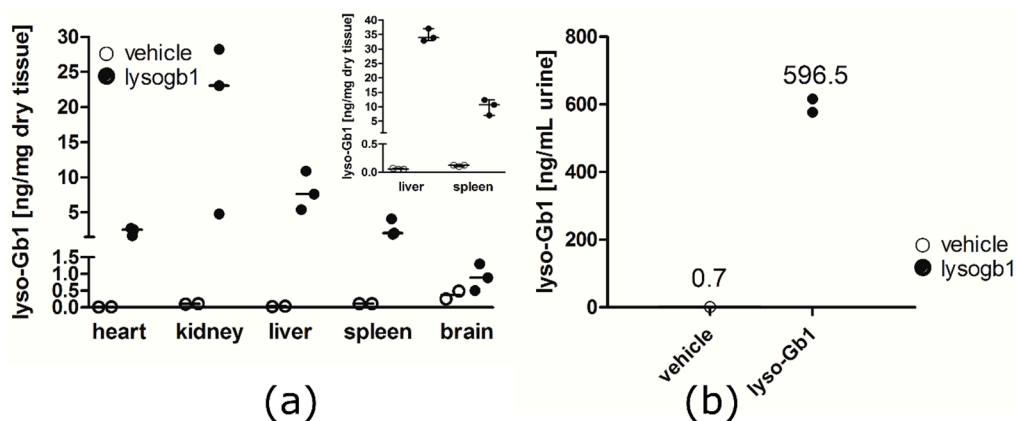 lyso-Gb1 [ng/mg dry tissue]
30
25
20
15
10
5
1.5
1.0
0.5
0.0
vehicle
lysogb1
heart kidney liver spleen brain
lyso-Gb1 [ng/mg dry tissue]
40
35
30
25
20
15
10
5
0.5
0.0
liver spleen
(a)
lyso-Gb1 [ng/mL urine]
800
600
400
200
0
0.7
596.5
vehicle
lyso-Gb1
vehicle
lysogb1
(b)